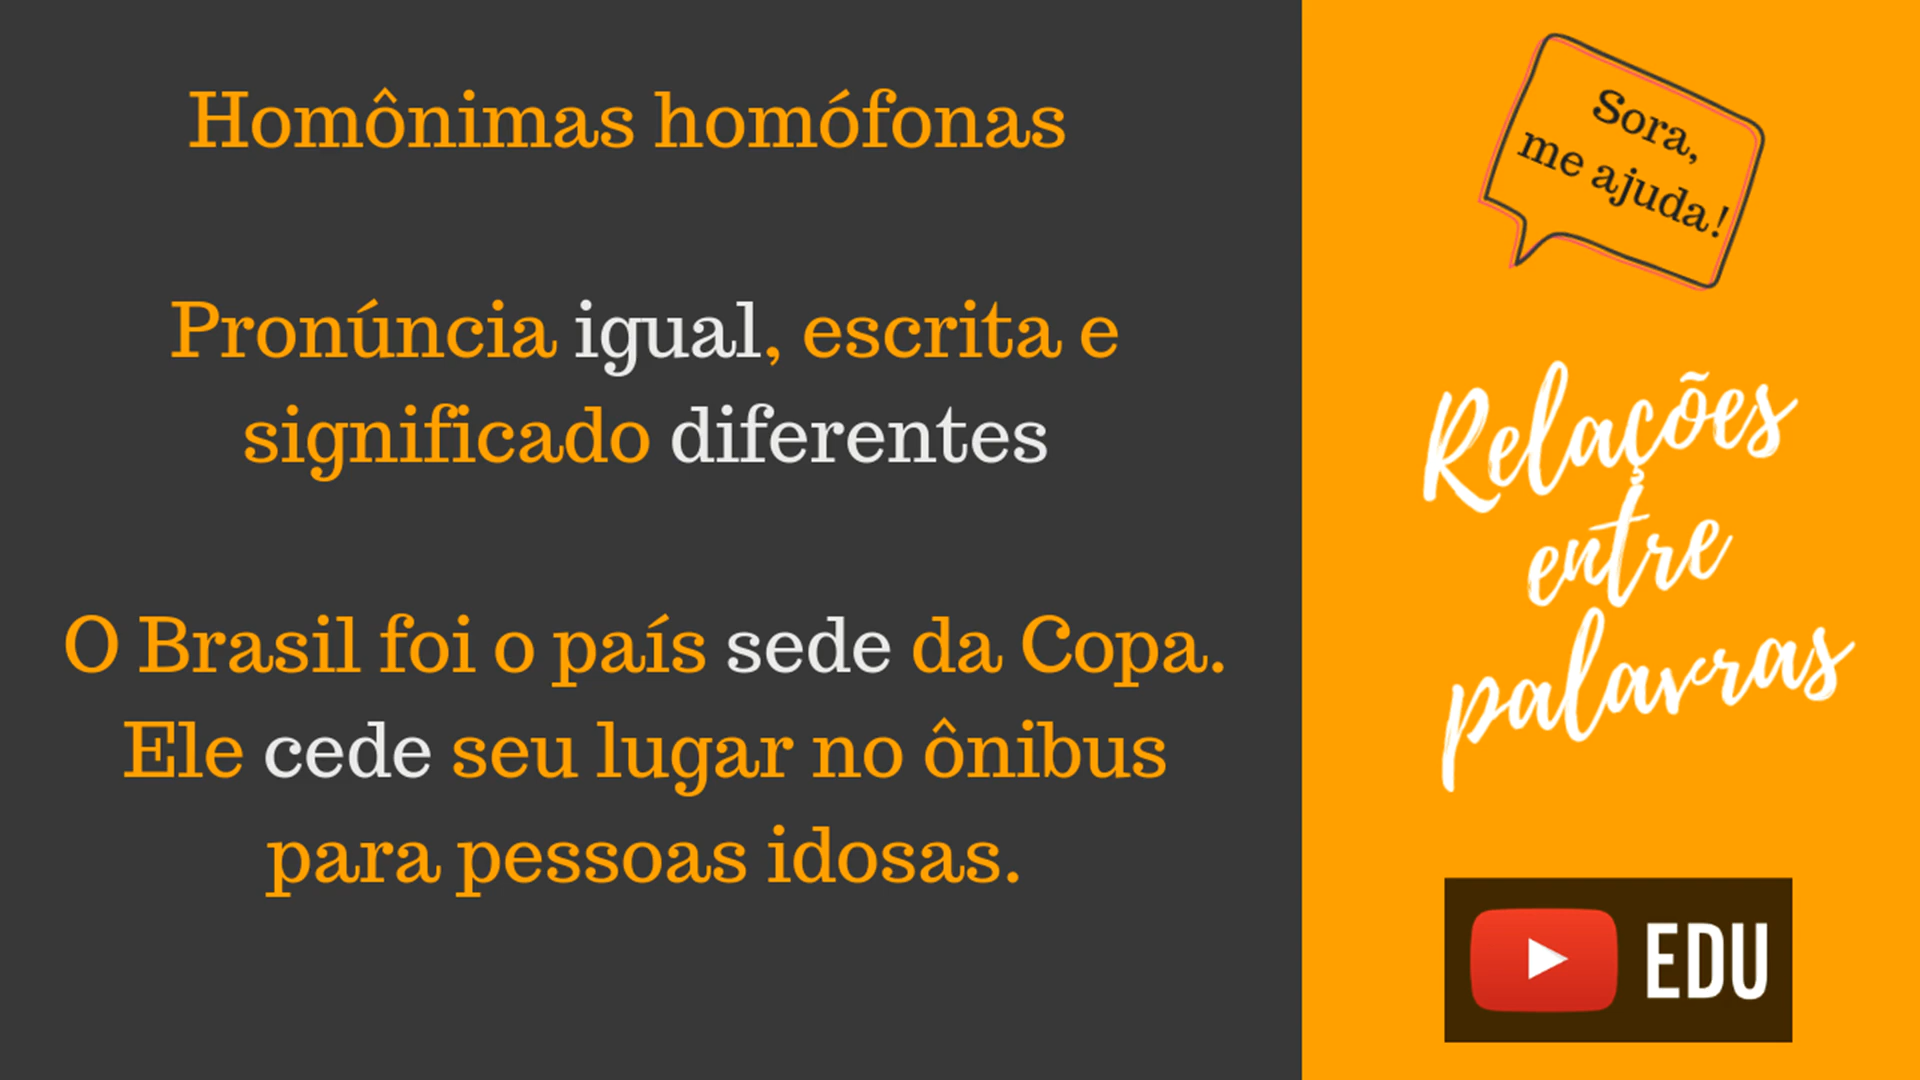 Homônimas homófonas
Pronúncia igual, escrita e
significado diferentes
O Brasil foi o país sede da Copa.
Ele cede seu lugar no ônibus
para pessoas idosas.
Sora,
me ajuda!
Relações
entre
palavras
EDU